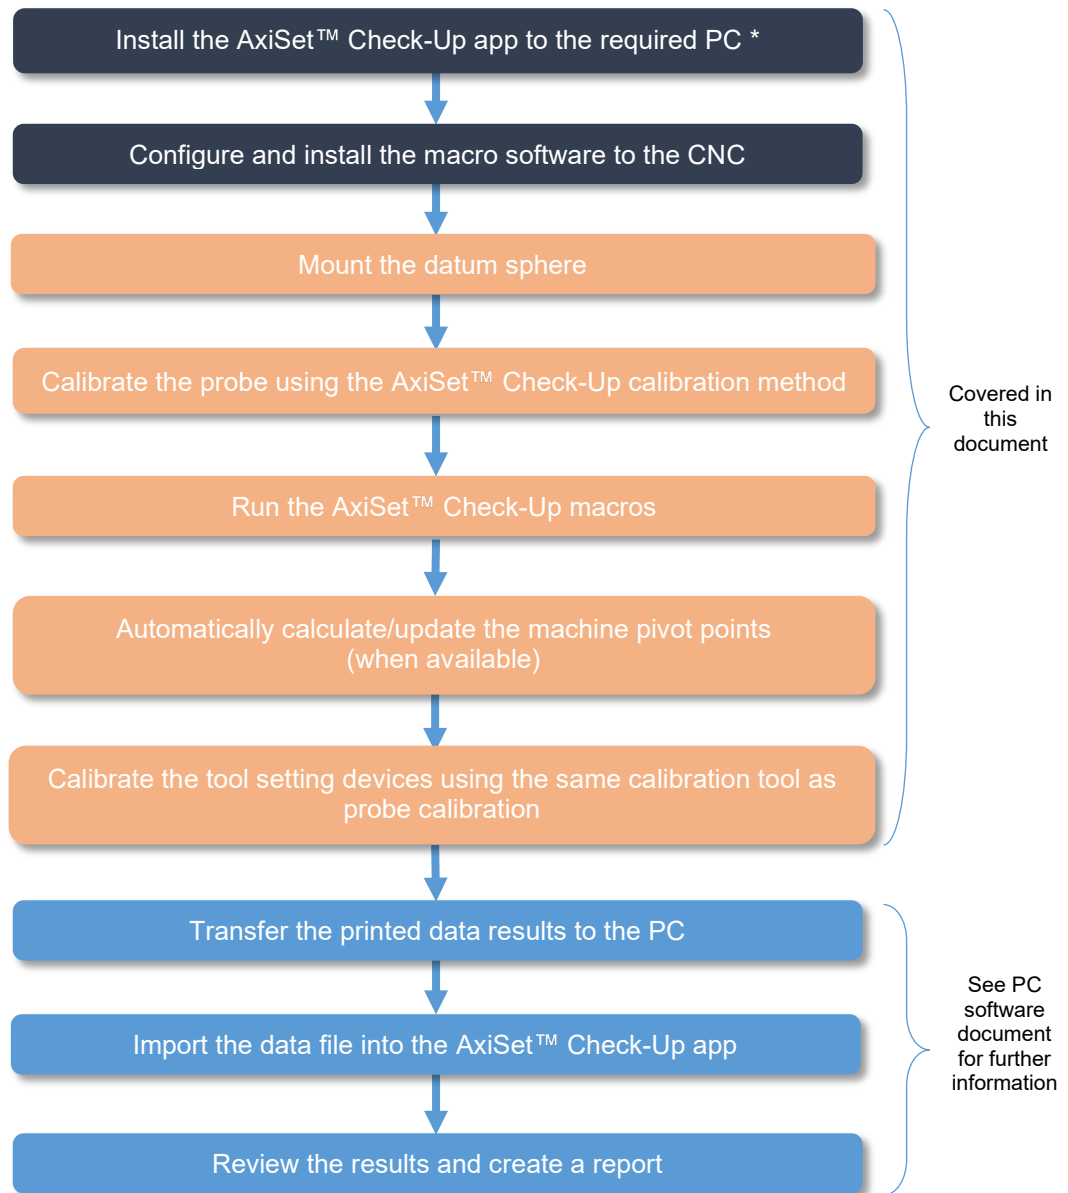 Install the AxiSet™ Check-Up app to the required PC *
Configure and install the macro software to the CNC
Mount the datum sphere
Calibrate the probe using the AxiSet™ Check-Up calibration method
Run the AxiSet™ Check-Up macros
Automatically calculate/update the machine pivot points
(when available)
Calibrate the tool setting devices using the same calibration tool as
probe calibration
Covered in
this
document
Transfer the printed data results to the PC
Import the data file into the AxiSet™ Check-Up app
Review the results and create a report
See PC
software
document
for further
information